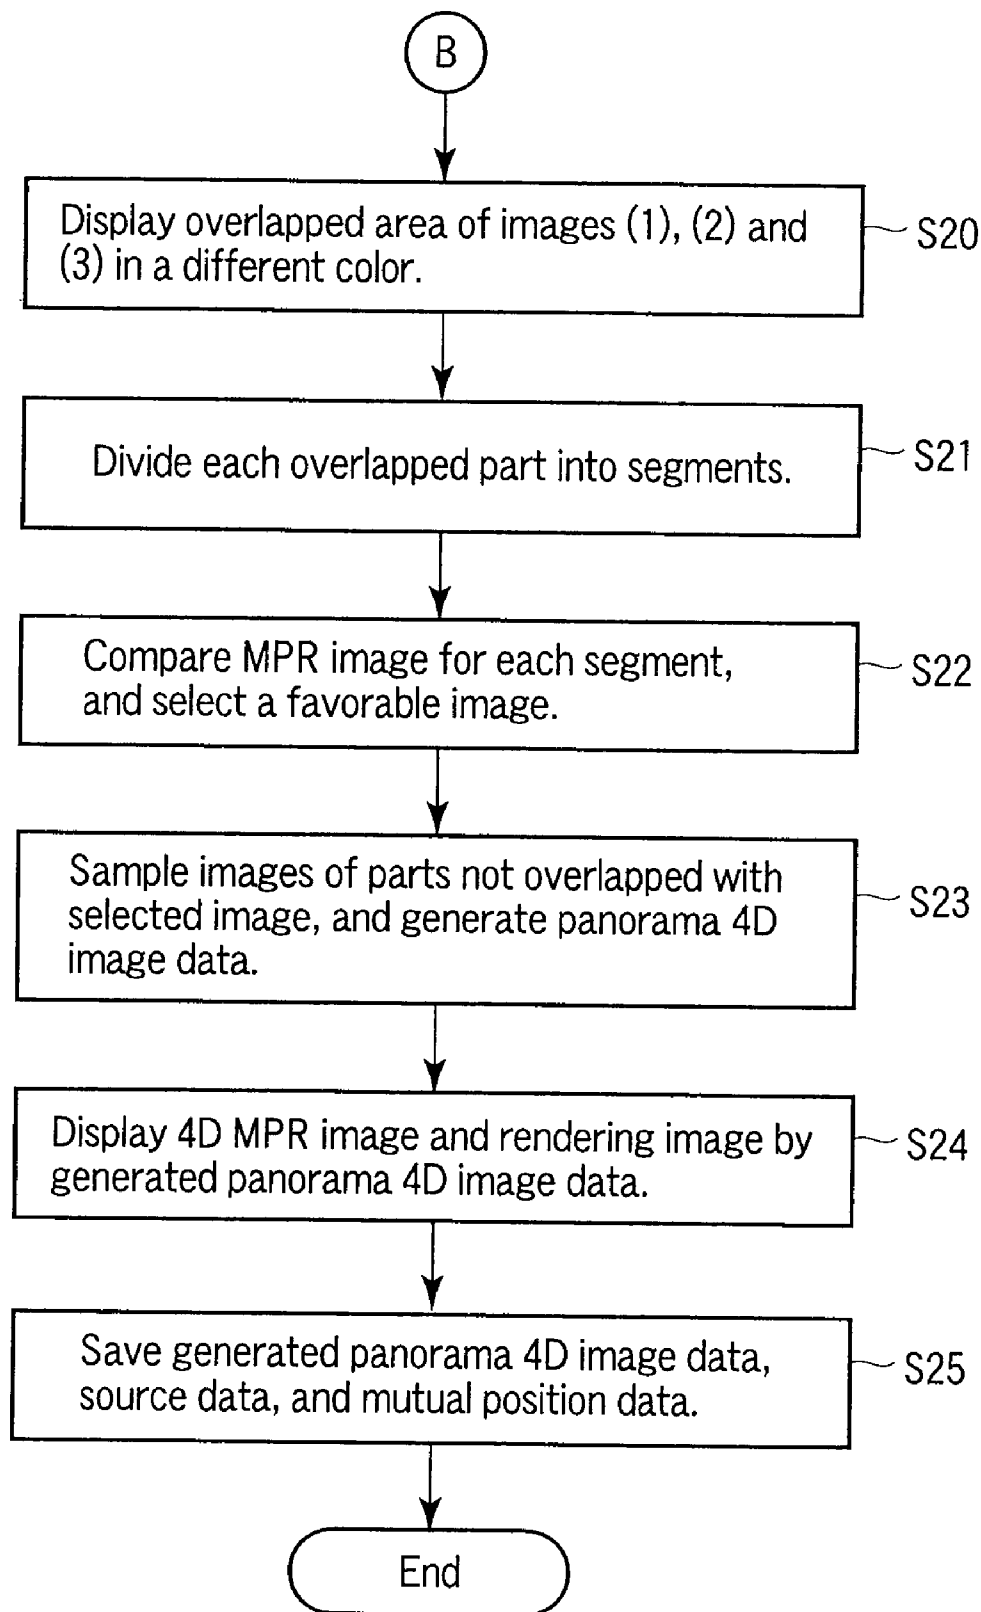 B
Display overlapped area of images (1), (2) and
(3) in a different color.
S20
Divide each overlapped part into segments.
S21
Compare MPR image for each segment,
and select a favorable image.
S22
Sample images of parts not overlapped with
selected image, and generate panorama 4D
image data.
S23
Display 4D MPR image and rendering image by
generated panorama 4D image data.
S24
Save generated panorama 4D image data,
source data, and mutual position data.
S25
End